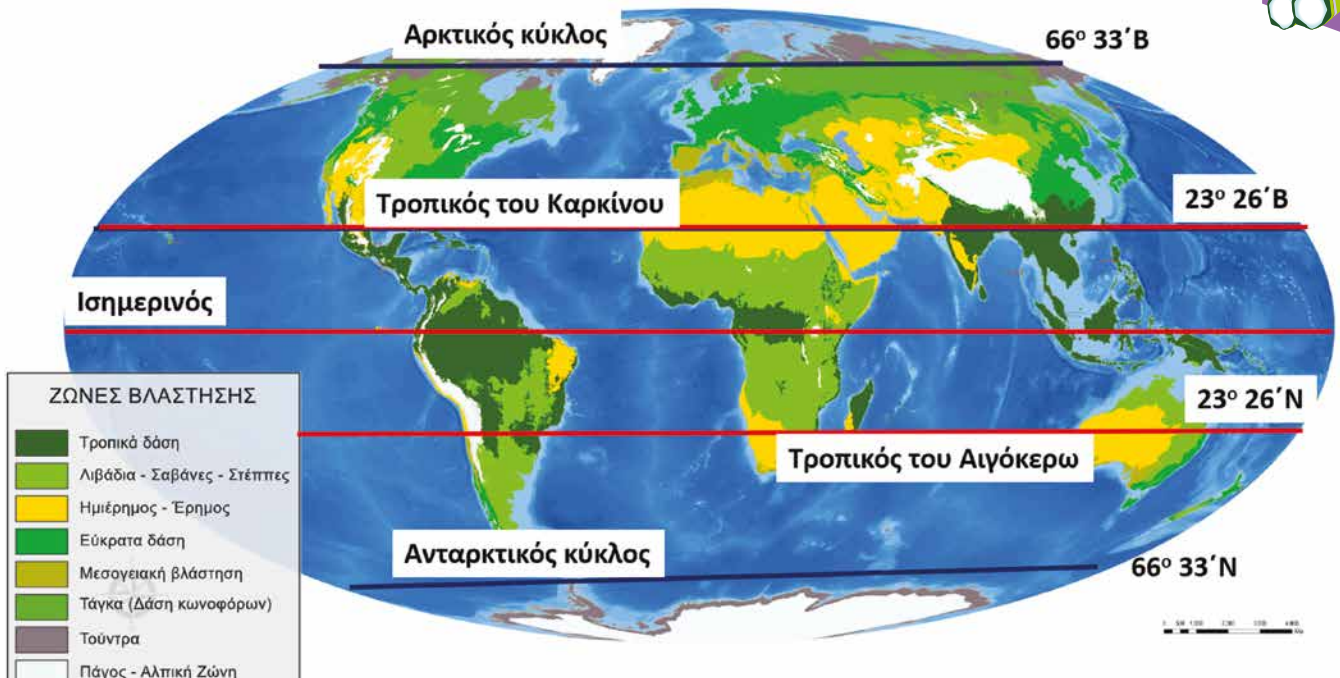 Αρκτικός κύκλος
66° 33΄Β
Τροπικός του Καρκίνου
23° 26΄Β
Ισημερινός
23° 26΄Ν
Τροπικός του Αιγόκερω
Ανταρκτικός κύκλος
66° 33΄Ν
ΖΩΝΕΣ ΒΛΑΣΤΗΣΗΣ
Τροπικά δάση
Λιβάδια - Σαβάνες - Στέππες
Ημιέρημος - Έρημος
Εύκρατα δάση
Μεσογειακή βλάστηση
Τάγκα (Δάση κωνοφόρων)
Τούντρα
Πάγος - Αλπική Ζώνη